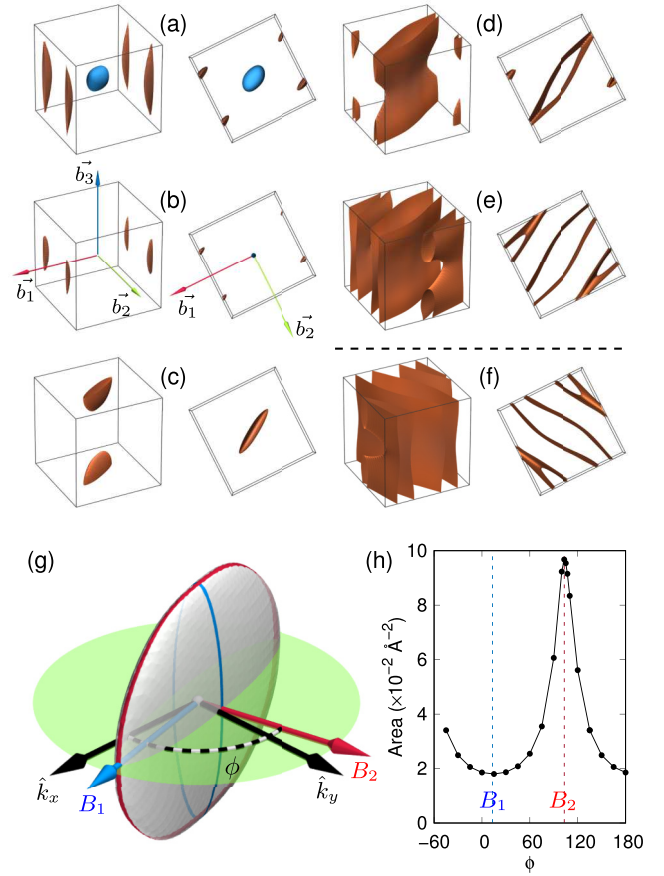 (a)
(d)
(b)
(e)
b⃗₃
b⃗₁
b⃗₂
b⃗₁
b⃗₂
(c)
(f)
(g)
(h)
k̂ₓ
B₁
ϕ
k̂ᵧ
B₂
Area (×10⁻² Å⁻²)
10
8
6
4
2
0
B₁
B₂
−60
0
60
120
180
ϕ